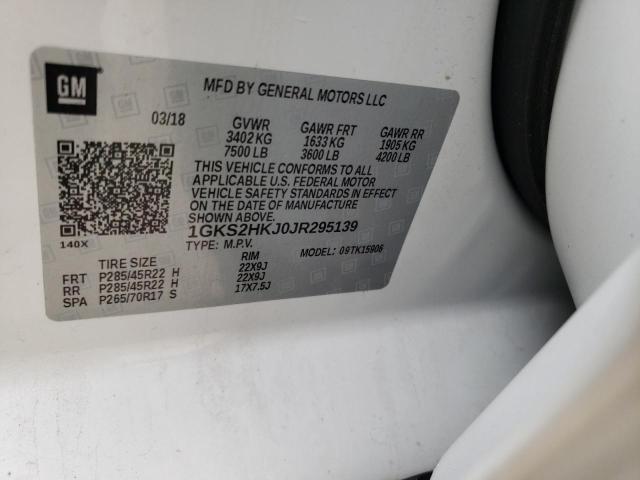 GM
MFD BY GENERAL MOTORS LLC
03/18
GVWR GAWR FRT GAWR RR
3402 KG 1633 KG 1905 KG
7500 LB 3600 LB 4200 LB
THIS VEHICLE CONFORMS TO ALL
APPLICABLE U.S. FEDERAL MOTOR
VEHICLE SAFETY STANDARDS IN EFFECT
ON THE DATE OF MANUFACTURE
SHOWN ABOVE.
1GKS2HKJ0JR295139
140X
TYPE: M.P.V. MODEL: 09TK15906
TIRE SIZE RIM
FRT P285/45R22 H 22X9J
RR P285/45R22 H 22X9J
SPA P265/70R17 S 17X7.5J